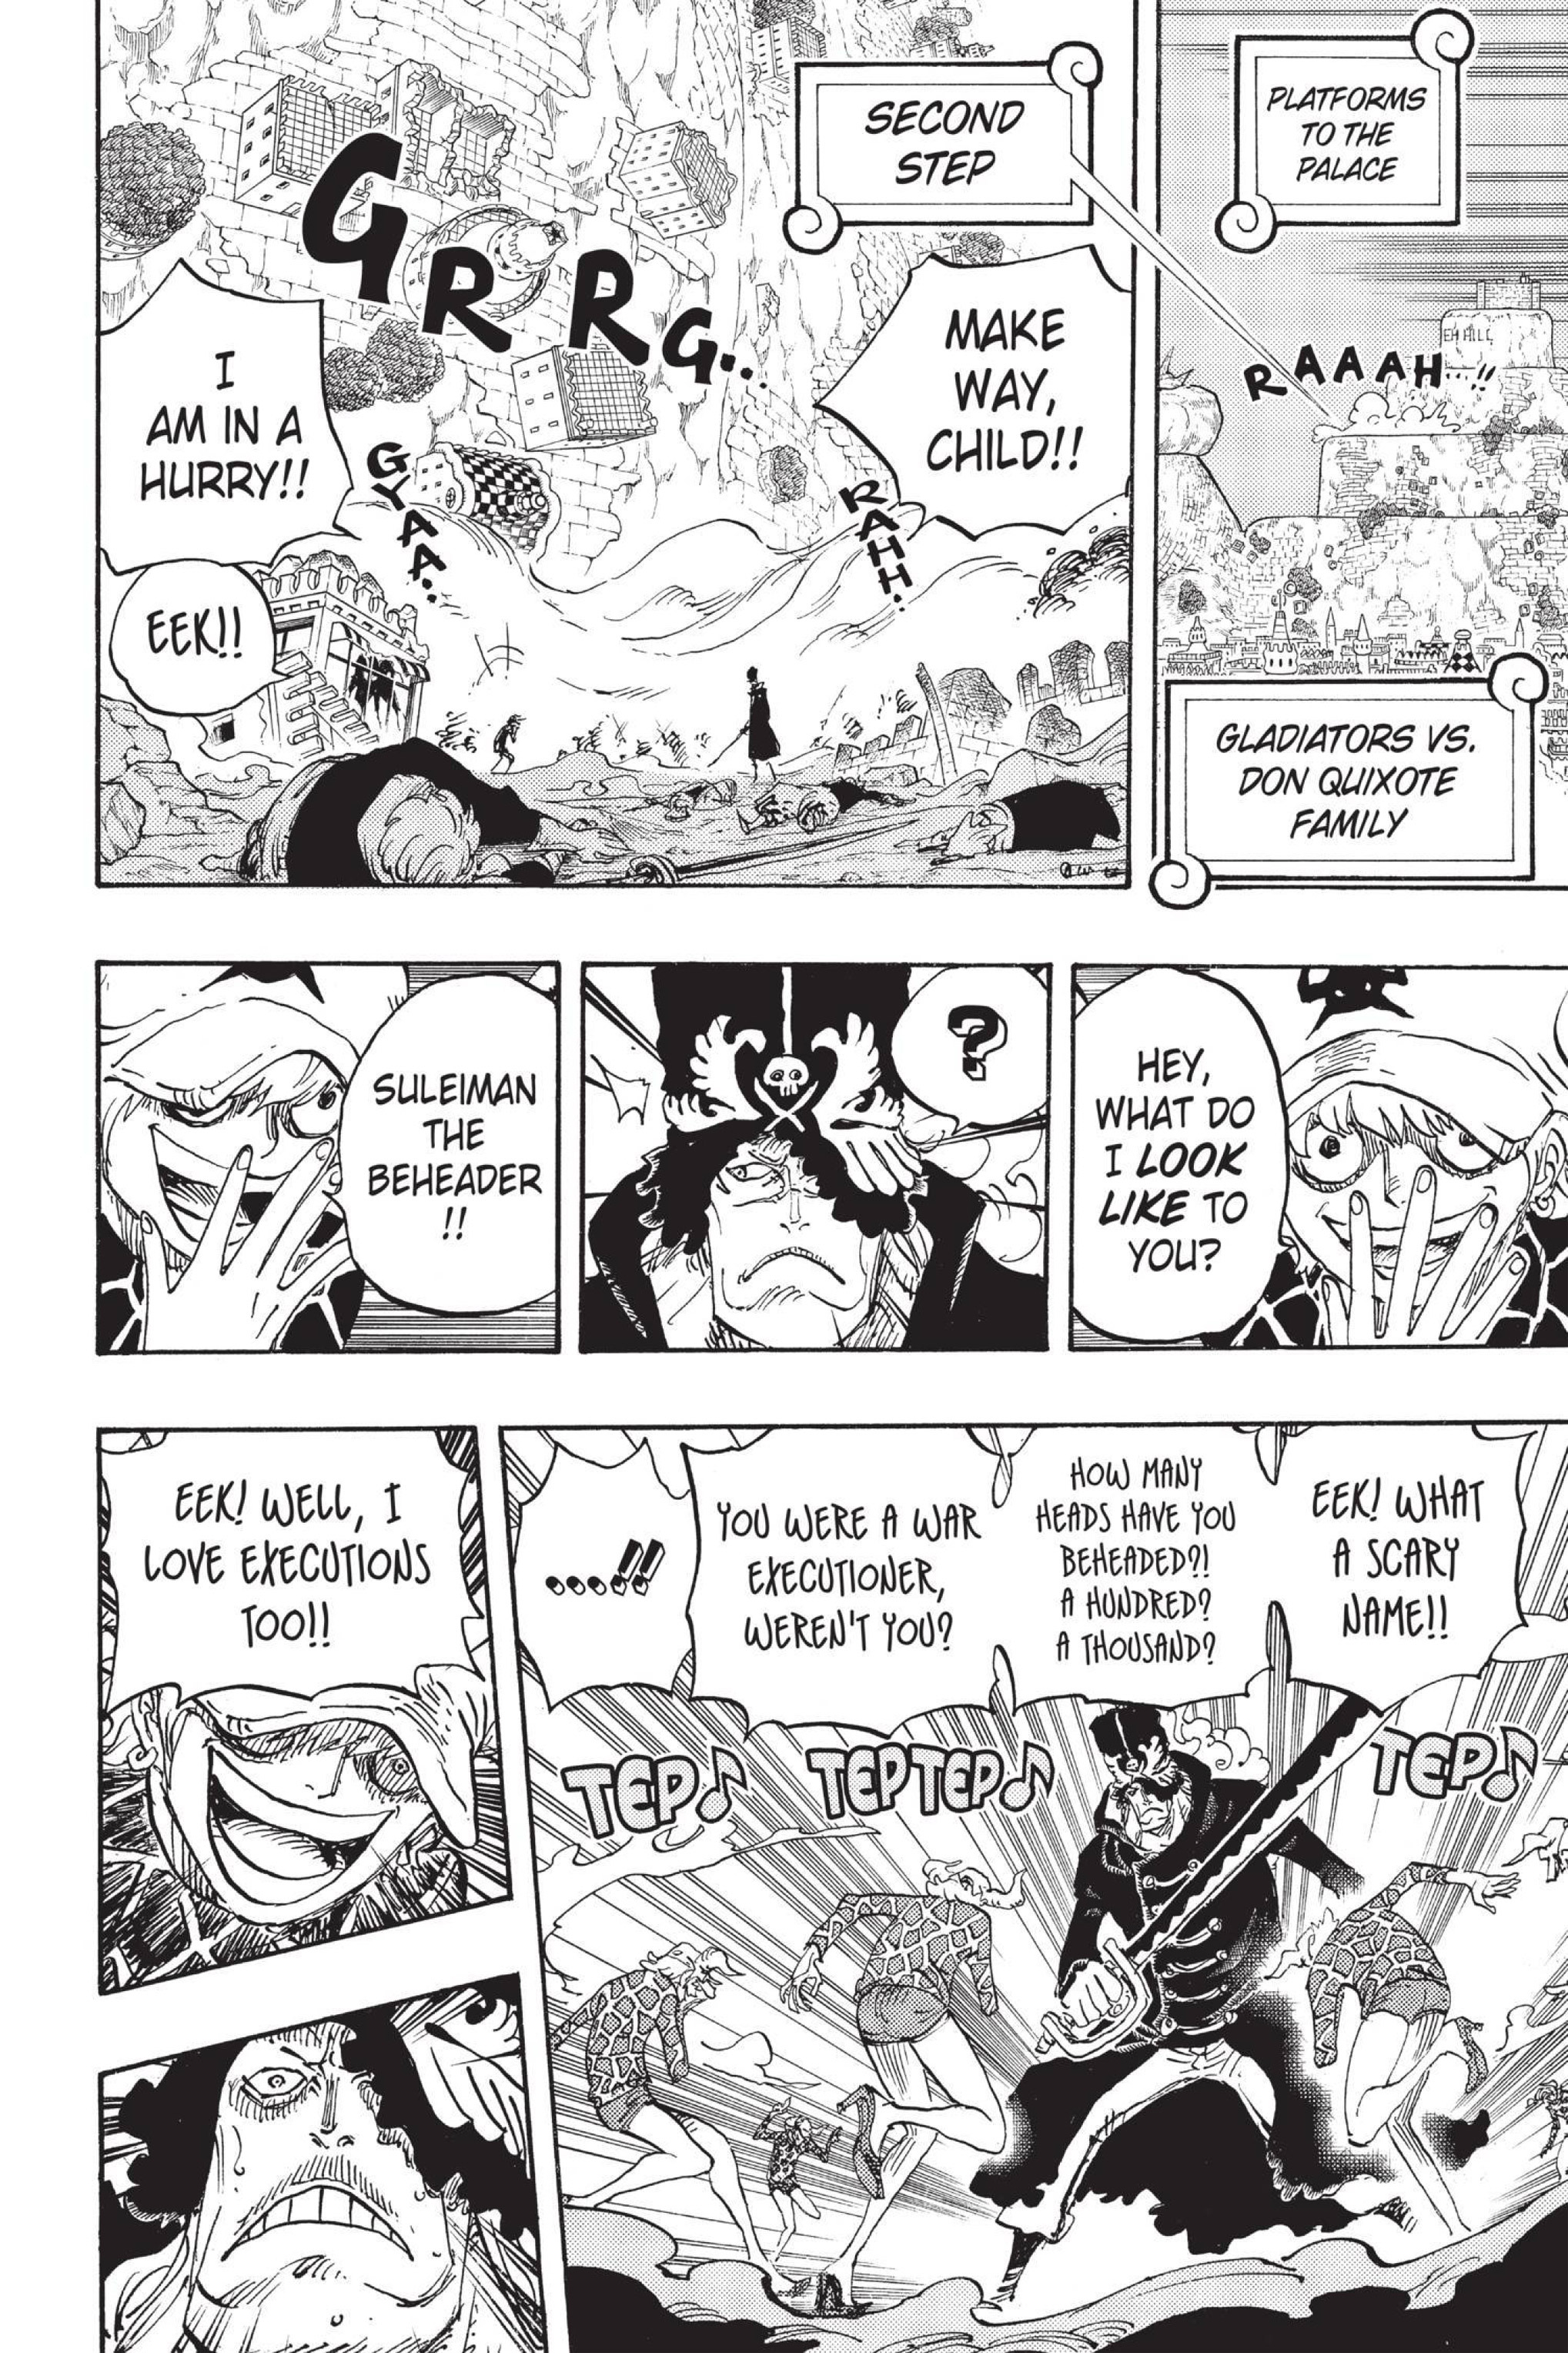 PLATFORMS
TO THE
PALACE
EH HILL
RAAAH...!!
GLADIATORS VS.
DON QUIXOTE
FAMILY
SECOND
STEP
GRRG...
MAKE
WAY,
CHILD!!
RAHH.
GYAA.
I
AM IN A
HURRY!!
EEK!!
HEY,
WHAT DO
I LOOK
LIKE TO
YOU?
?
SULEIMAN
THE
BEHEADER
!!
EEK! WHAT
A SCARY
NAME!!
HOW MANY
HEADS HAVE YOU
BEHEADED?!
A HUNDRED?
A THOUSAND?
YOU WERE A WAR
EXECUTIONER,
WEREN'T YOU?
...!!
TEP♪
TEPTEP♪
TEP♪
EEK! WELL, I
LOVE EXECUTIONS
TOO!!